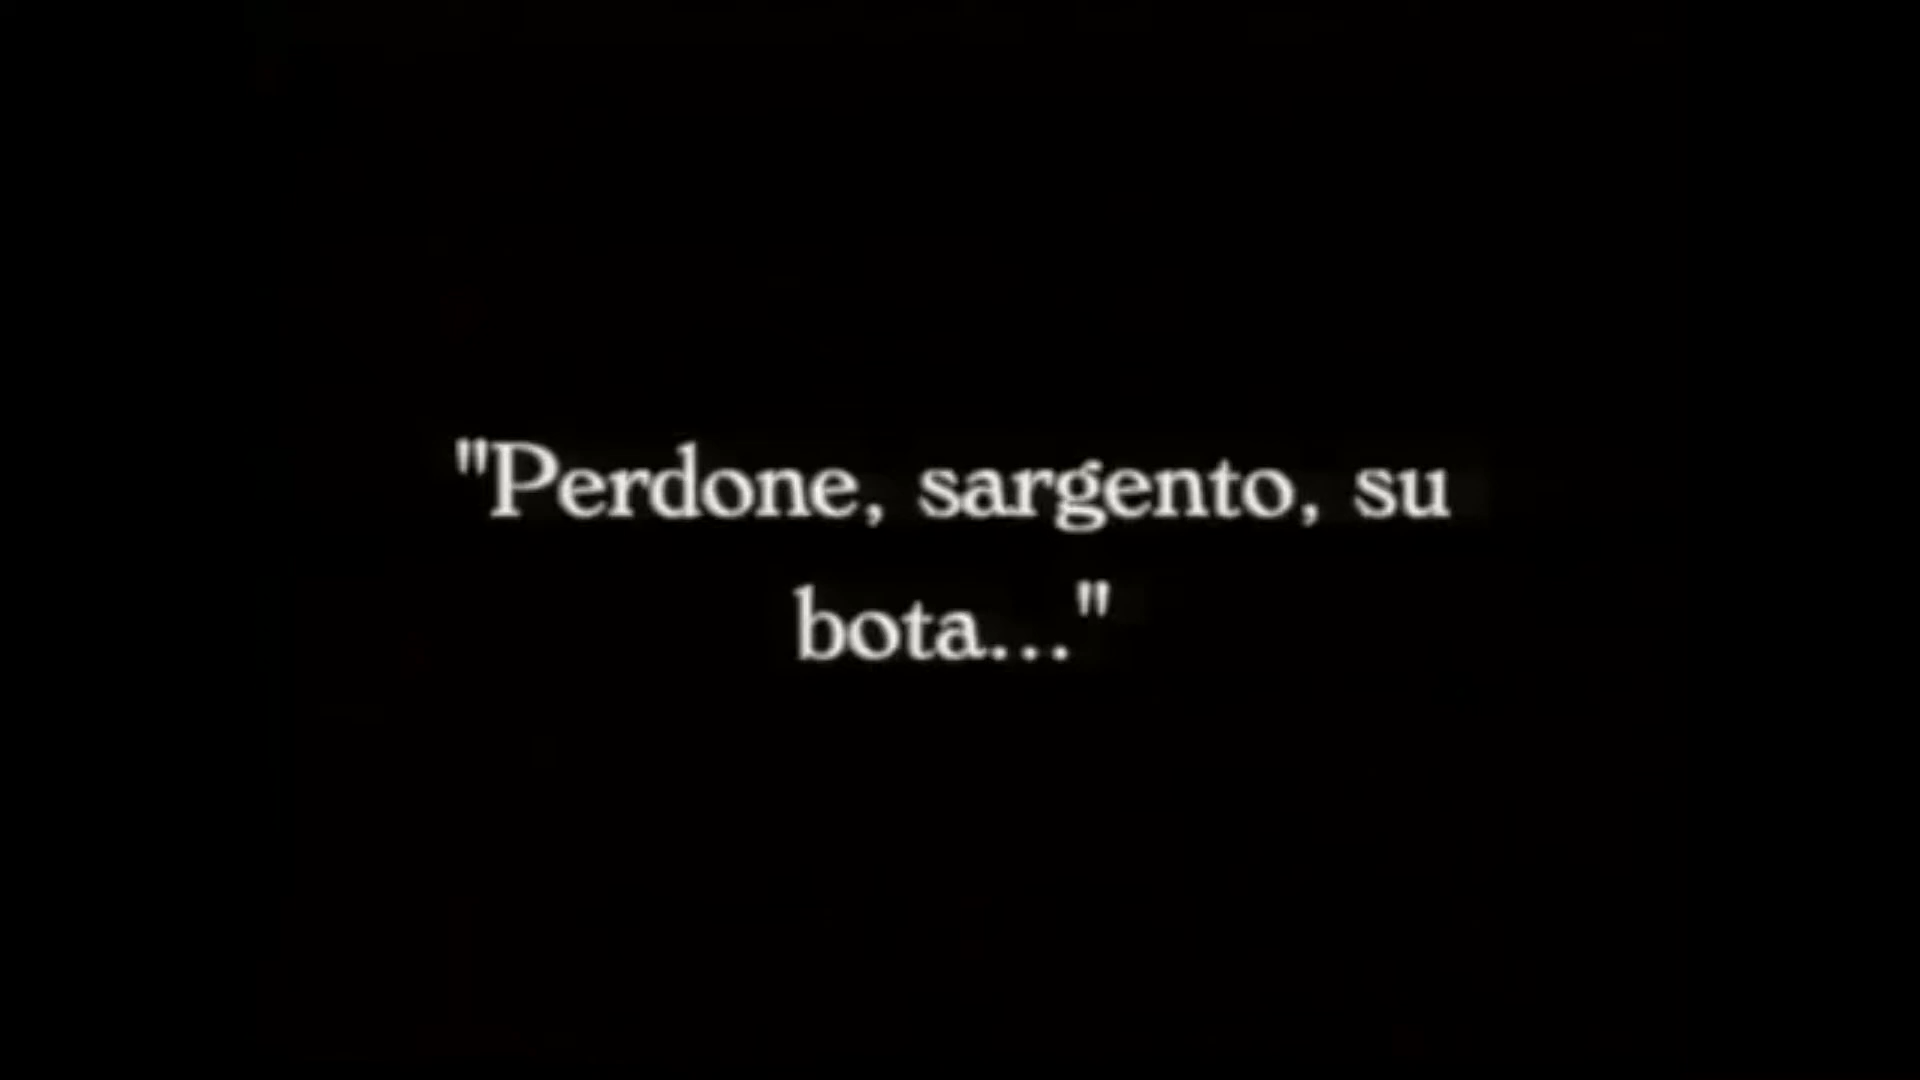 "Perdone, sargento, su
bota..."